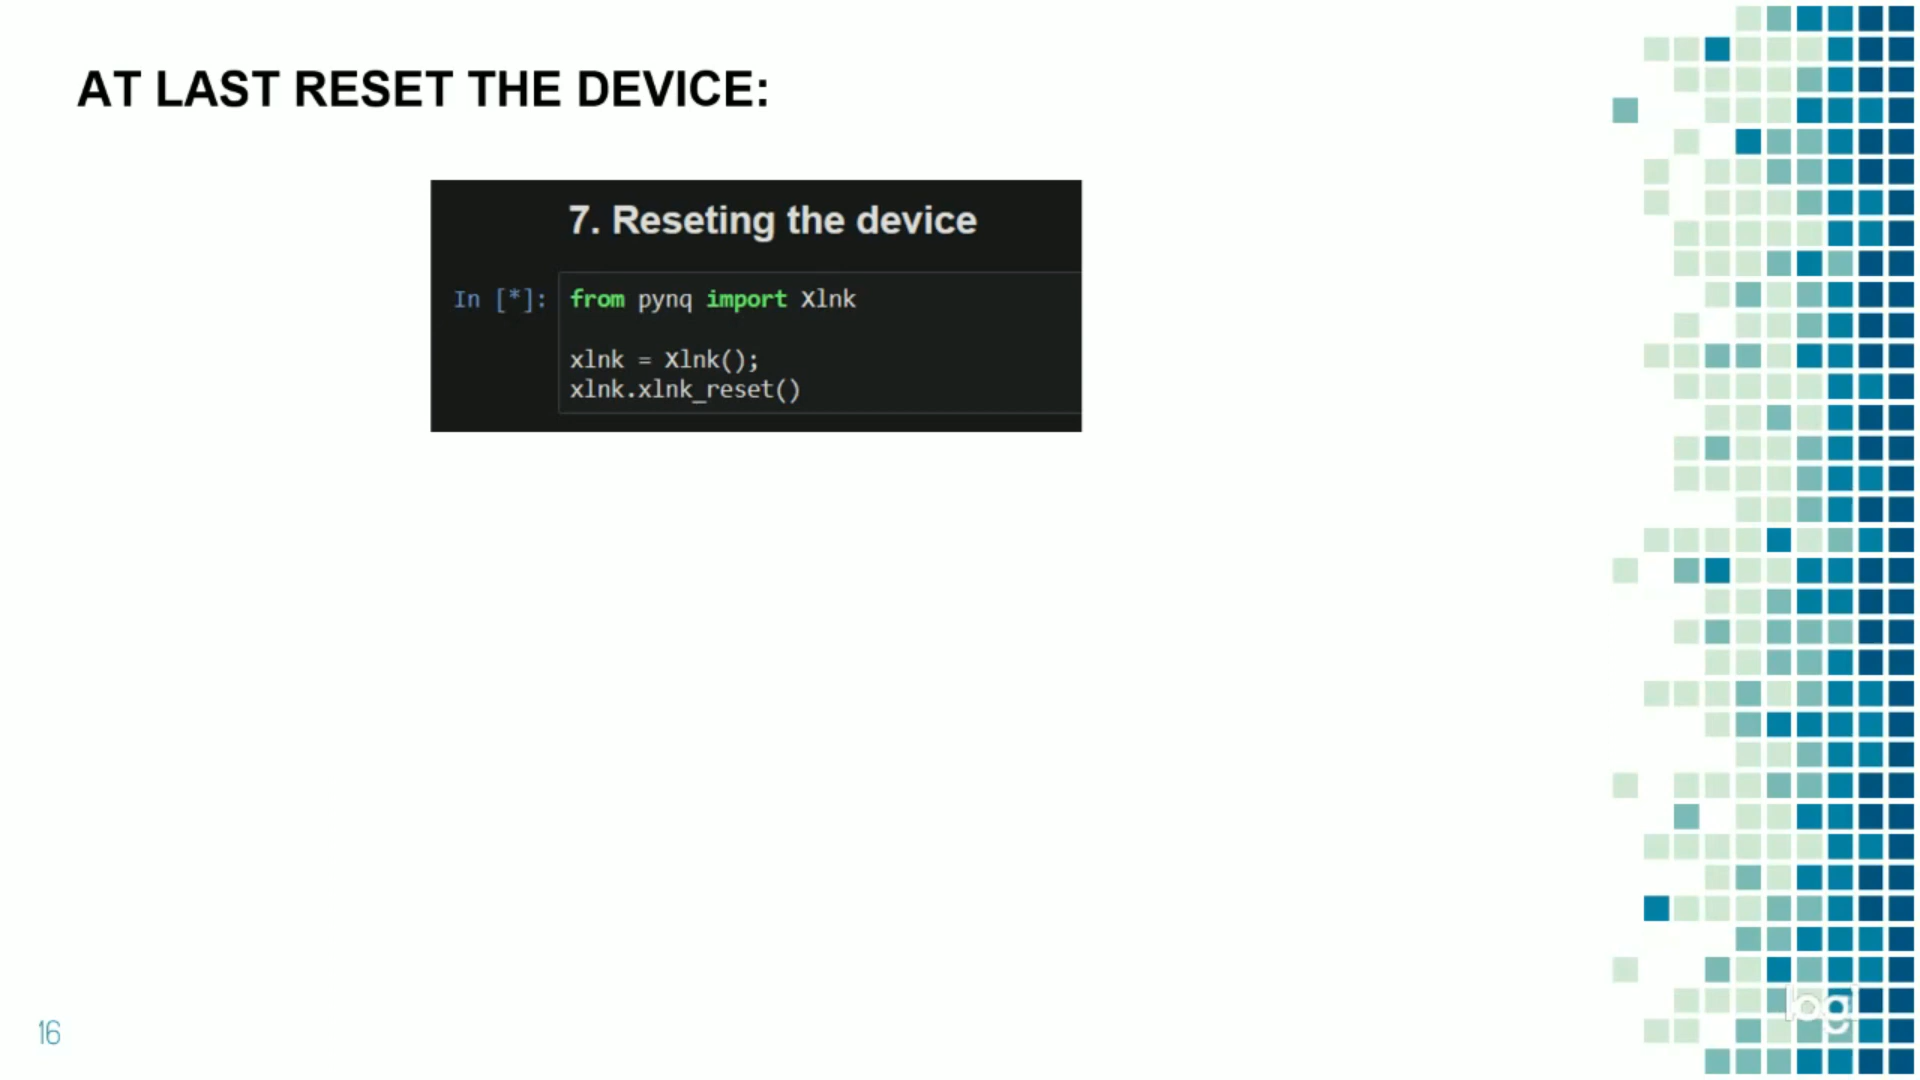 AT LAST RESET THE DEVICE:
7. Reseting the device
In [*]: from pynq import Xlnk
xlnk = Xlnk();
xlnk.xlnk_reset()
16
logi